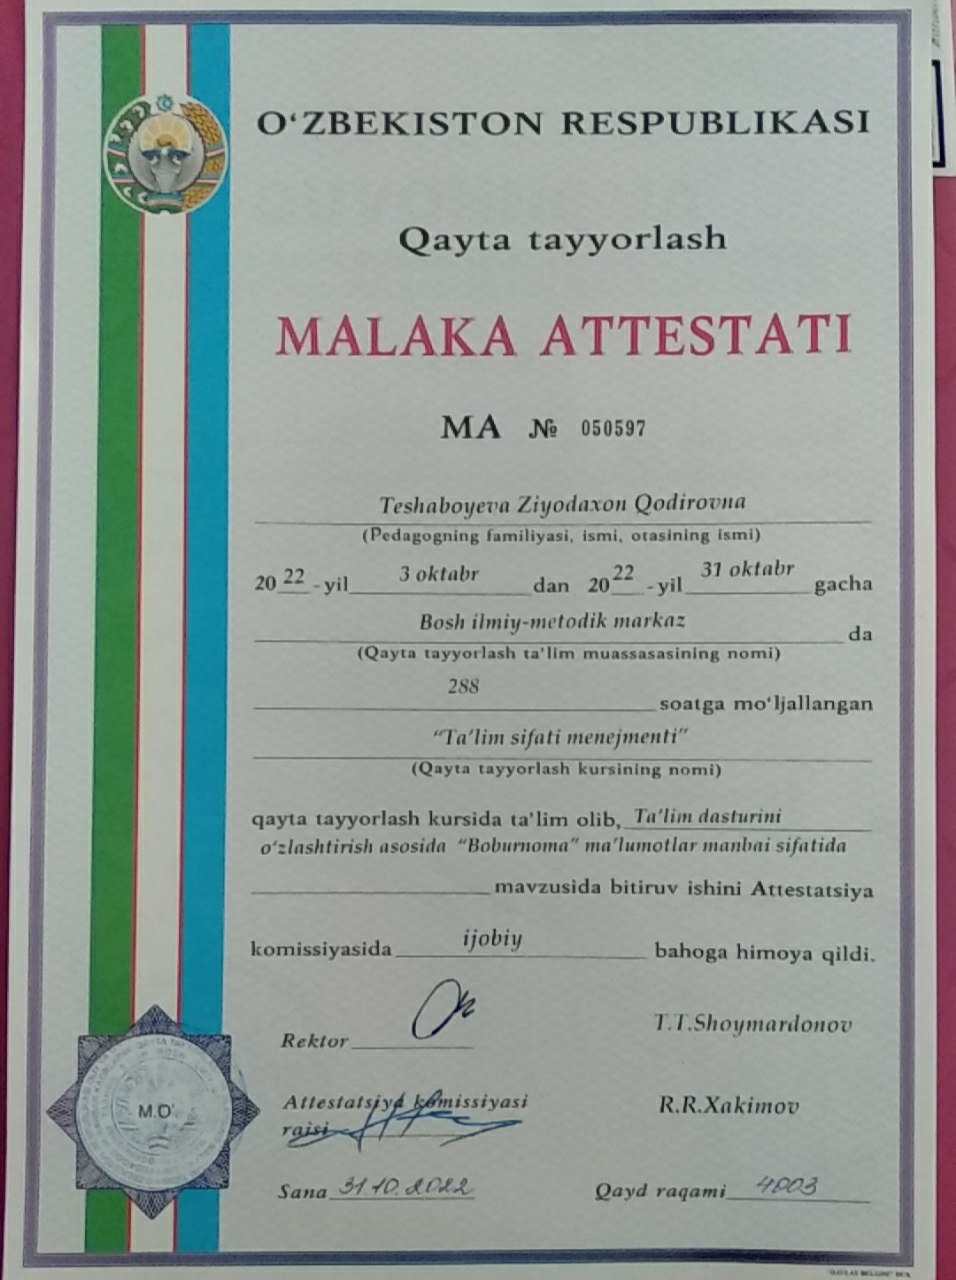 O‘ZBEKISTON RESPUBLIKASI
Qayta tayyorlash
MALAKA ATTESTATI
MA № 050597
Teshaboyeva Ziyodaxon Qodirovna
(Pedagogning familiyasi, ismi, otasining ismi)
20 22 -yil 3 oktabr dan 20 22 -yil 31 oktabr gacha
Bosh ilmiy-metodik markaz da
(Qayta tayyorlash ta’lim muassasasining nomi)
288 soatga mo‘ljallangan
“Ta’lim sifati menejmenti”
(Qayta tayyorlash kursining nomi)
qayta tayyorlash kursida ta’lim olib, Ta’lim dasturini
o‘zlashtirish asosida “Boburnoma” ma’lumotlar manbai sifatida
mavzusida bitiruv ishini Attestatsiya
komissiyasida ijobiy bahoga himoya qildi.
Rektor T.T.Shoymardonov
Attestatsiya komissiyasi
raisi R.R.Xakimov
M.O‘
Sana 31.10.2022 Qayd raqami 4003